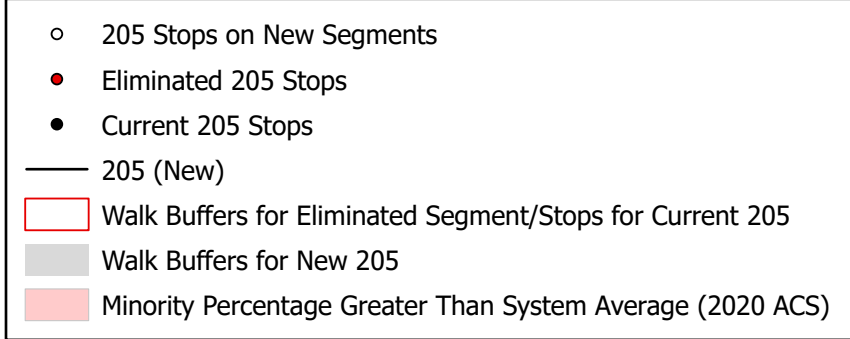 205 Stops on New Segments
Eliminated 205 Stops
Current 205 Stops
205 (New)
Walk Buffers for Eliminated Segment/Stops for Current 205
Walk Buffers for New 205
Minority Percentage Greater Than System Average (2020 ACS)